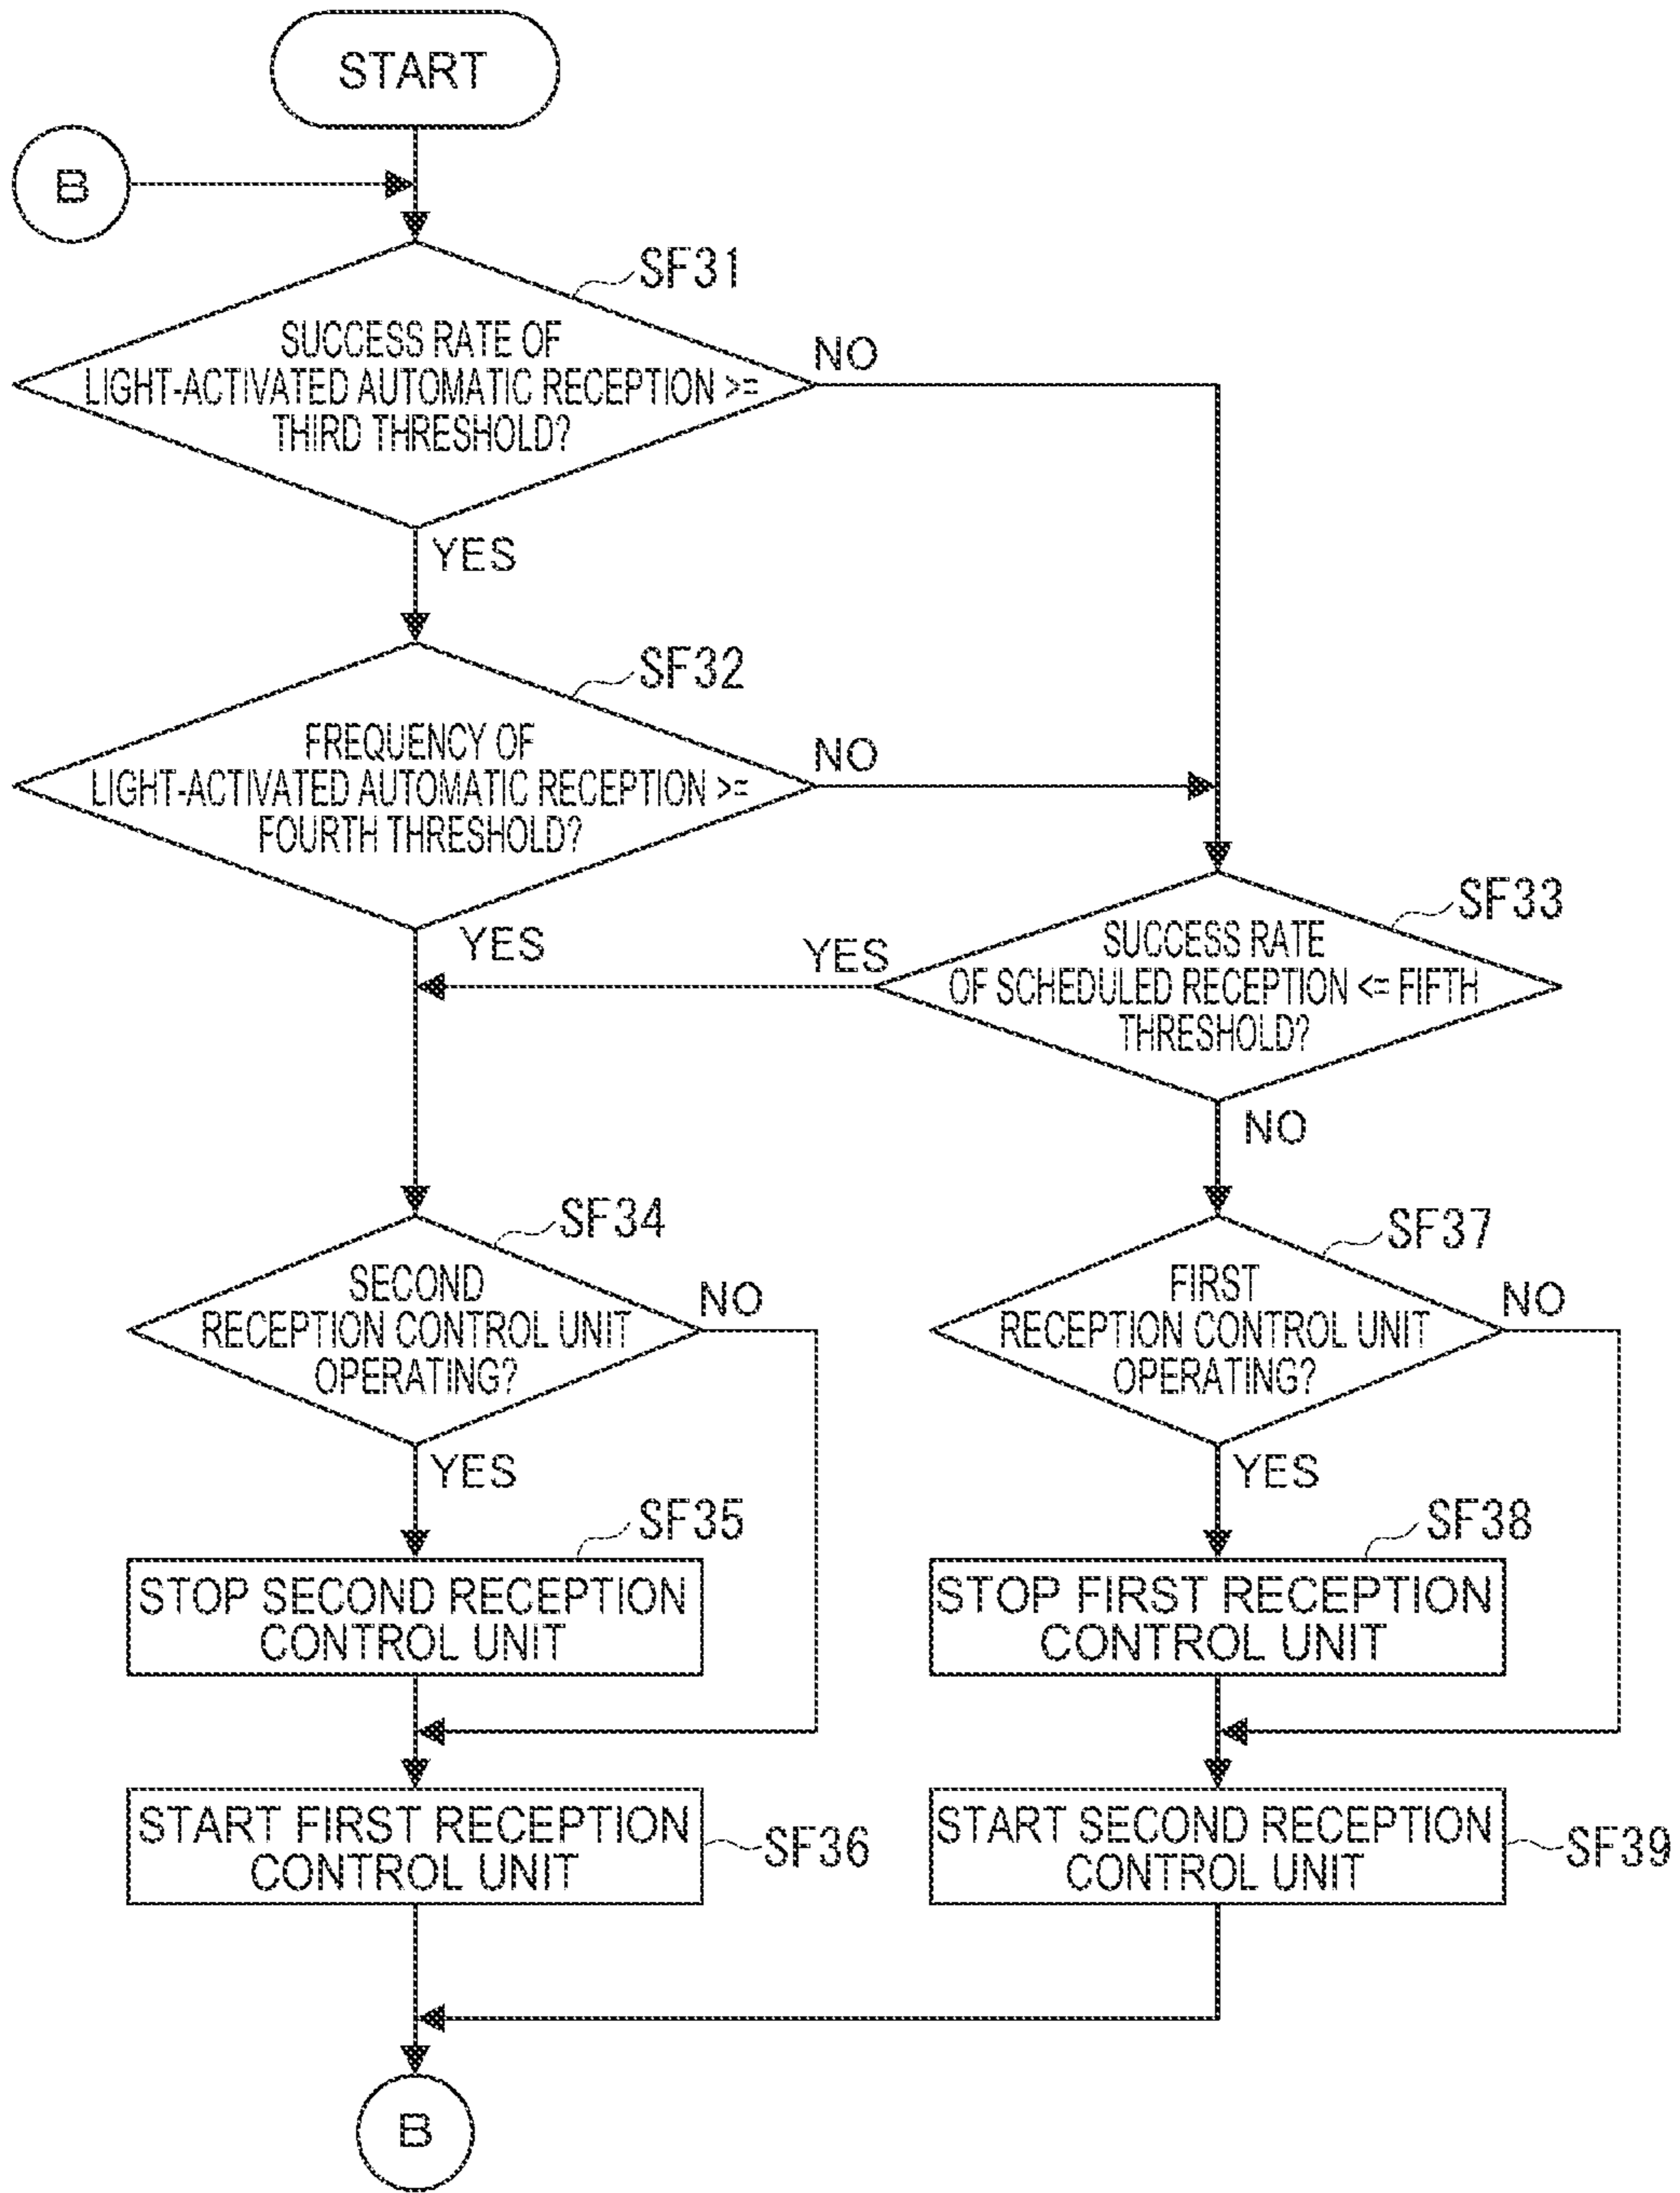 START
B
SF31
SUCCESS RATE OF
LIGHT-ACTIVATED AUTOMATIC RECEPTION >=
THIRD THRESHOLD?
NO
YES
SF32
FREQUENCY OF
LIGHT-ACTIVATED AUTOMATIC RECEPTION >=
FOURTH THRESHOLD?
NO
YES
SF33
SUCCESS RATE
OF SCHEDULED RECEPTION <= FIFTH
THRESHOLD?
YES
NO
SF34
SECOND
RECEPTION CONTROL UNIT
OPERATING?
NO
YES
SF37
FIRST
RECEPTION CONTROL UNIT
OPERATING?
NO
YES
SF35
STOP SECOND RECEPTION
CONTROL UNIT
SF38
STOP FIRST RECEPTION
CONTROL UNIT
START FIRST RECEPTION
CONTROL UNIT
SF36
START SECOND RECEPTION
CONTROL UNIT
SF39
B